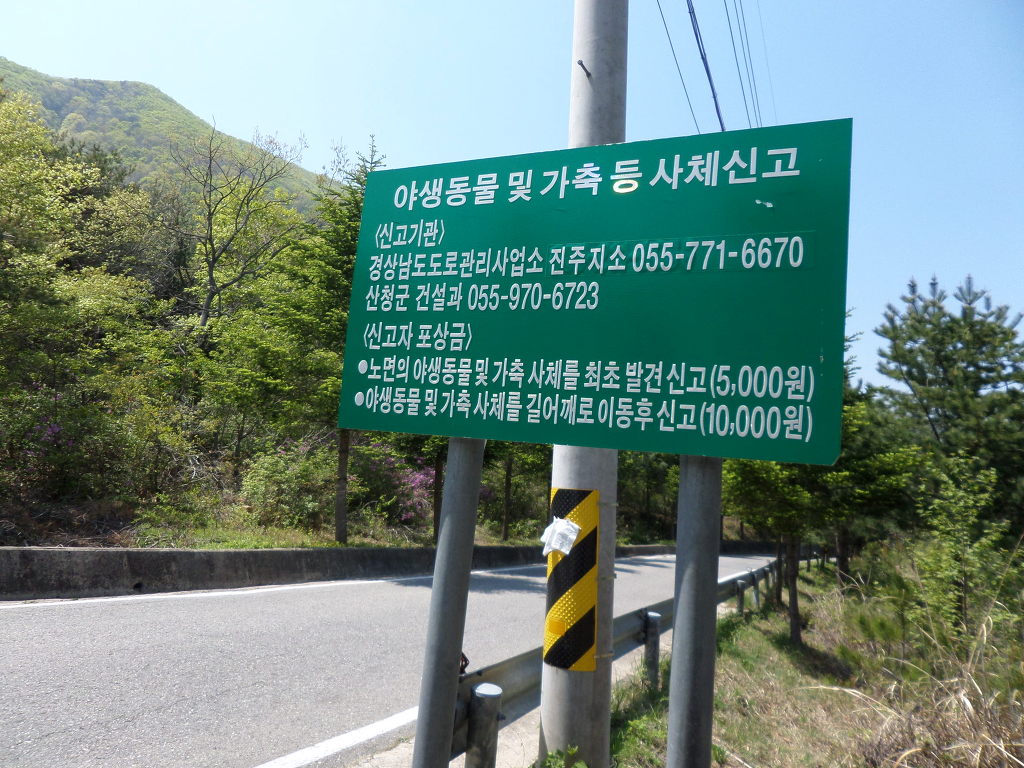 야생동물 및 가축 등 사체신고
<신고기관>
경상남도도로관리사업소 진주지소 055-771-6670
산청군 건설과 055-970-6723
<신고자 포상금>
●노면의 야생동물 및 가축 사체를 최초 발견 신고(5,000원)
●야생동물 및 가축 사체를 길어깨로 이동후 신고(10,000원)